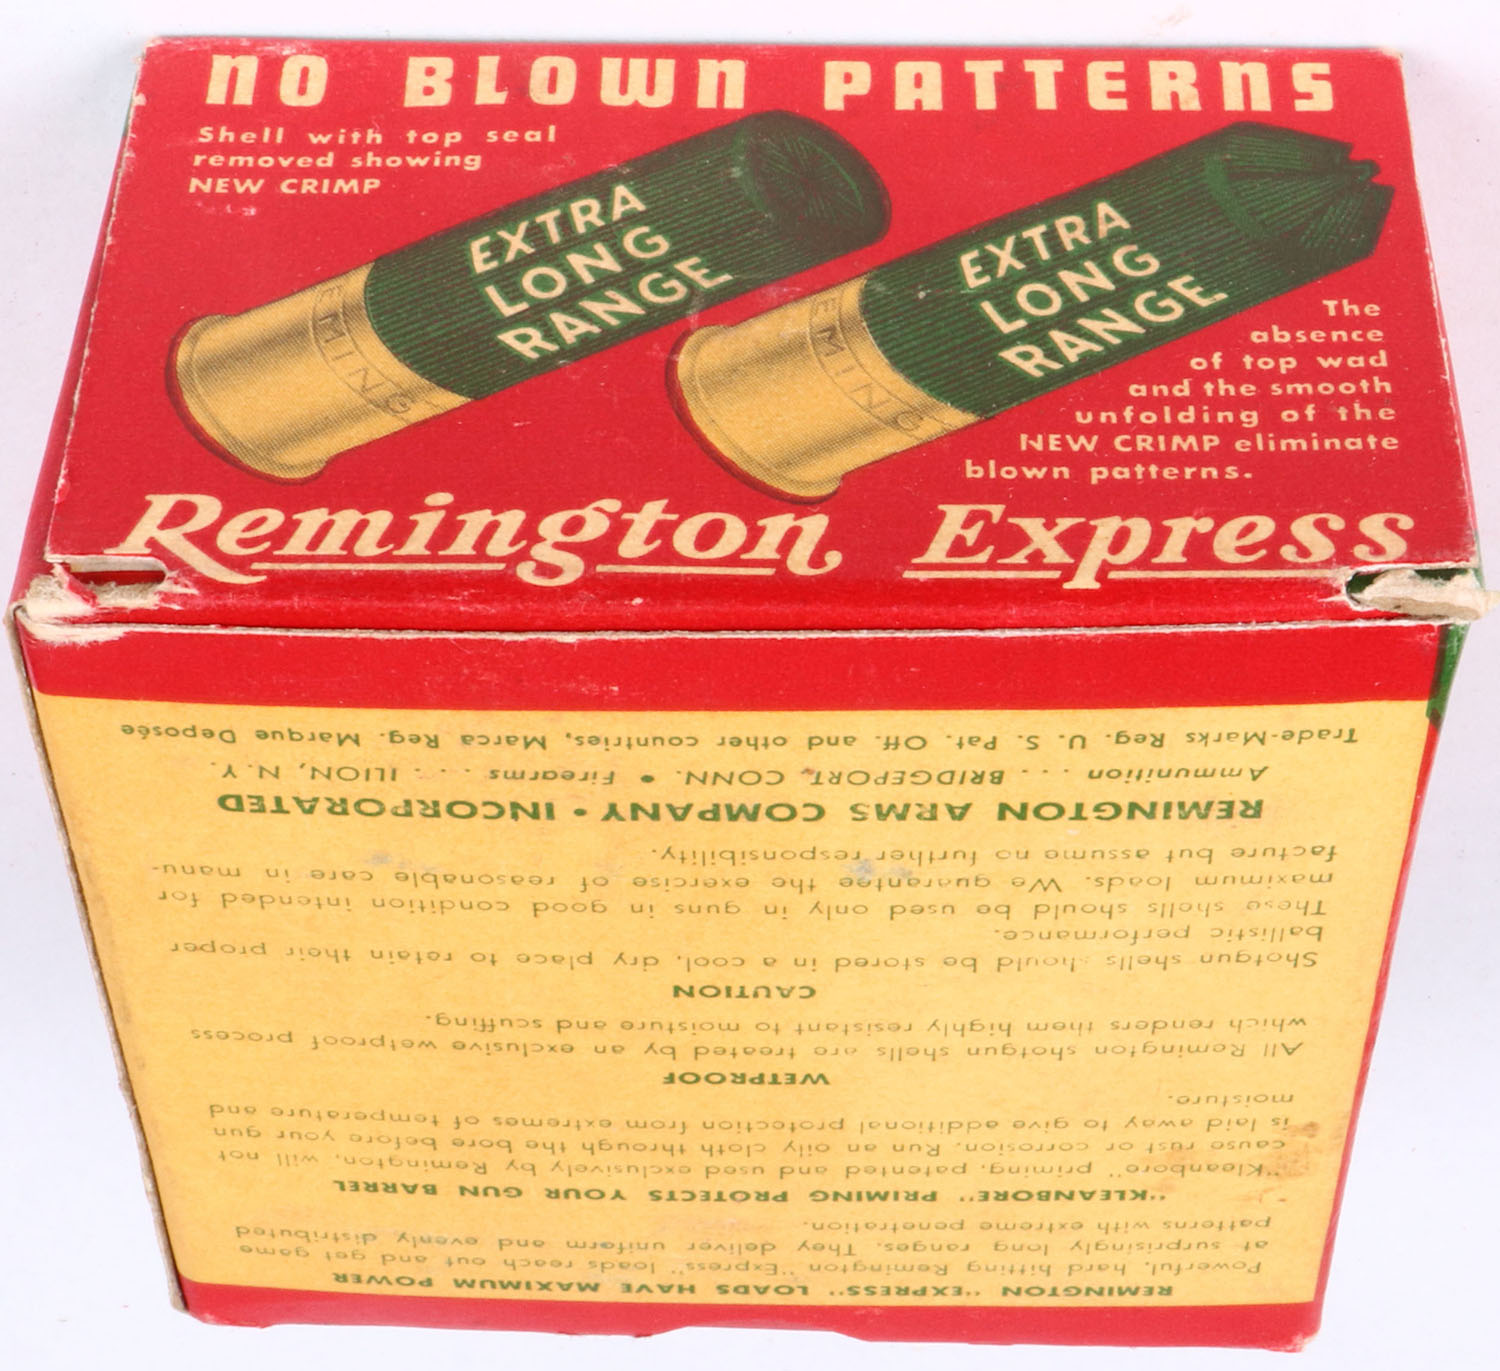 NO BLOWN PATTERNS
Shell with top seal
removed showing
NEW CRIMP
EXTRA
LONG
RANGE
EMING
EXTRA
LONG
RANGE
EMING
The
absence
of top wad
and the smooth
unfolding of the
NEW CRIMP eliminate
blown patterns.
Remington Express
REMINGTON "EXPRESS" LOADS HAVE MAXIMUM POWER
Powerful, hard hitting Remington "Express" loads reach out and get game
at surprisingly long ranges. They deliver uniform and evenly distributed
patterns with extreme penetration.
"KLEANBORE" PRIMING PROTECTS YOUR GUN BARREL
"Kleanbore" priming, patented and used exclusively by Remington, will not
cause rust or corrosion. Run an oily cloth through the bore before your gun
is laid away to give additional protection from extremes of temperature and
moisture.
WETPROOF
All Remington shotgun shells are treated by an exclusive wetproof process
which renders them highly resistant to moisture and scuffing.
CAUTION
Shotgun shells should be stored in a cool, dry place to retain their proper
ballistic performance.
These shells should be used only in guns in good condition intended for
maximum loads. We guarantee the exercise of reasonable care in manu-
facture but assume no further responsibility.
REMINGTON ARMS COMPANY • INCORPORATED
Ammunition . . . BRIDGEPORT, CONN. • Firearms . . . ILION, N.Y.
Trade-Marks Reg. U. S. Pat. Off. and other countries, Marca Reg. Marque Deposée